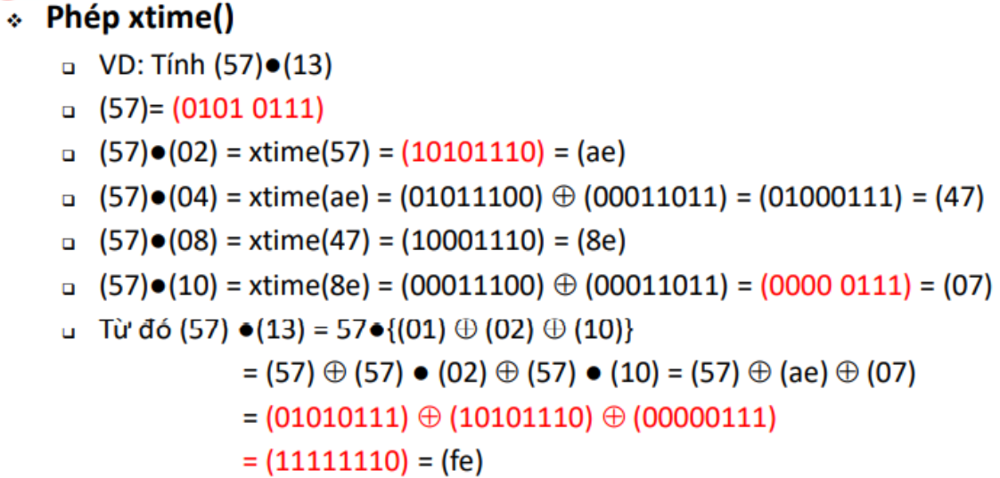 ❖ Phép xtime()
❑ VD: Tính (57)●(13)
❑ (57)= (0101 0111)
❑ (57)●(02) = xtime(57) = (10101110) = (ae)
❑ (57)●(04) = xtime(ae) = (01011100) ⊕ (00011011) = (01000111) = (47)
❑ (57)●(08) = xtime(47) = (10001110) = (8e)
❑ (57)●(10) = xtime(8e) = (00011100) ⊕ (00011011) = (0000 0111) = (07)
❑ Từ đó (57) ●(13) = 57●{(01) ⊕ (02) ⊕ (10)}
= (57) ⊕ (57) ● (02) ⊕ (57) ● (10) = (57) ⊕ (ae) ⊕ (07)
= (01010111) ⊕ (10101110) ⊕ (00000111)
= (11111110) = (fe)